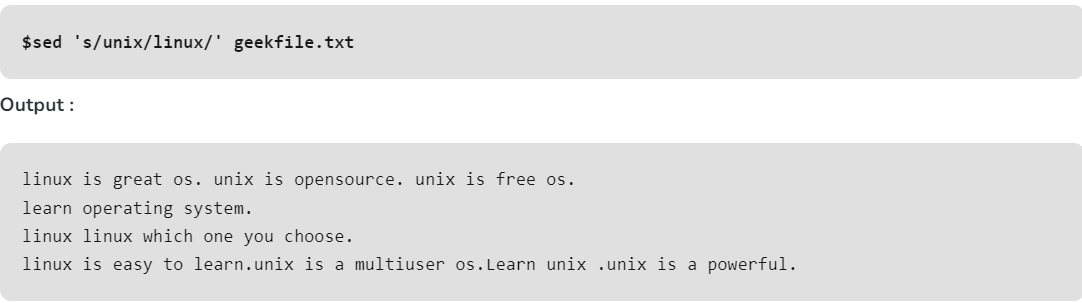 $sed 's/unix/linux/' geekfile.txt
Output :
linux is great os. unix is opensource. unix is free os.
learn operating system.
linux linux which one you choose.
linux is easy to learn.unix is a multiuser os.Learn unix .unix is a powerful.